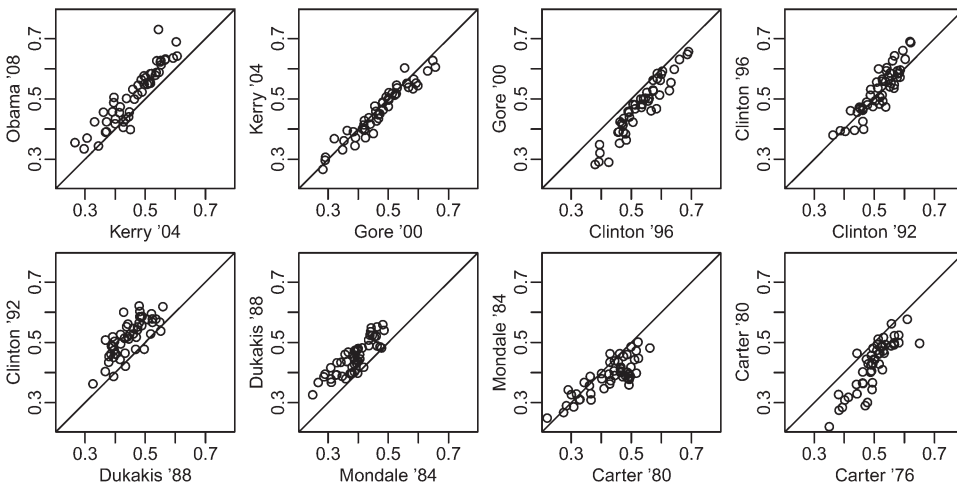 Obama '08
0.3 0.5 0.7
0.3 0.5 0.7
Kerry '04
Kerry '04
0.3 0.5 0.7
0.3 0.5 0.7
Gore '00
Gore '00
0.3 0.5 0.7
0.3 0.5 0.7
Clinton '96
Clinton '96
0.3 0.5 0.7
0.3 0.5 0.7
Clinton '92
Clinton '92
0.3 0.5 0.7
0.3 0.5 0.7
Dukakis '88
Dukakis '88
0.3 0.5 0.7
0.3 0.5 0.7
Mondale '84
Mondale '84
0.3 0.5 0.7
0.3 0.5 0.7
Carter '80
Carter '80
0.3 0.5 0.7
0.3 0.5 0.7
Carter '76